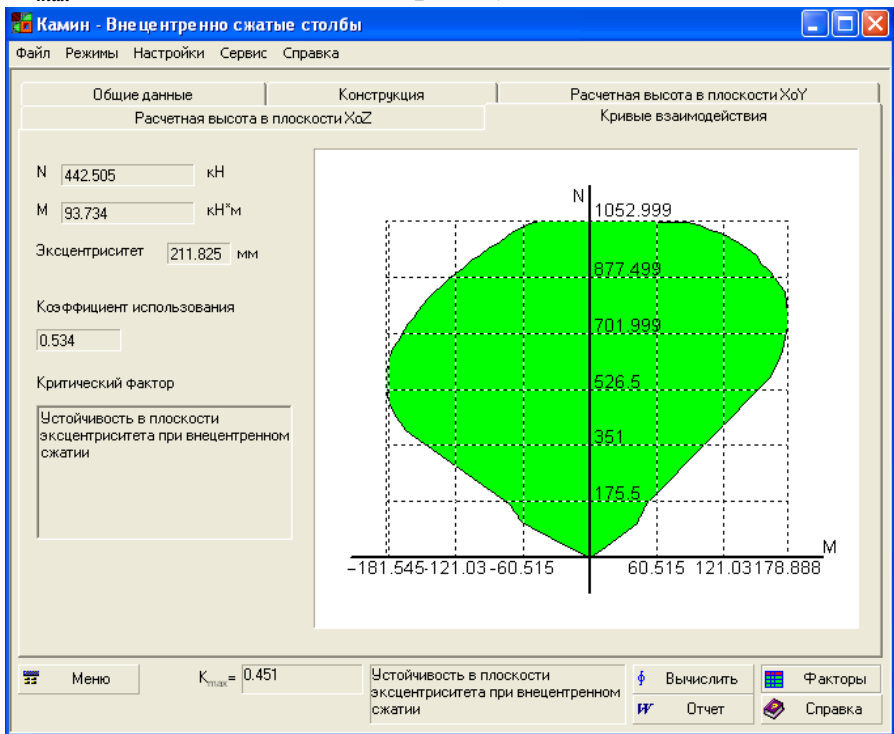 Камин - Внецентренно сжатые столбы
Файл Режимы Настройки Сервис Справка
Общие данные Конструкция Расчетная высота в плоскости XoY
Расчетная высота в плоскости XoZ Кривые взаимодействия
N 442.505 кН
M 93.734 кН*м
Эксцентриситет 211.825 мм
Коэффициент использования
0.534
Критический фактор
Устойчивость в плоскости
эксцентриситета при внецентренном
сжатии
N
1052.999
877.499
701.999
526.5
351
175.5
M
-181.545 -121.03 -60.515 60.515 121.03 178.888
Меню
Kmax= 0.451
Устойчивость в плоскости
эксцентриситета при внецентренном
сжатии
Вычислить
Факторы
Отчет
Справка